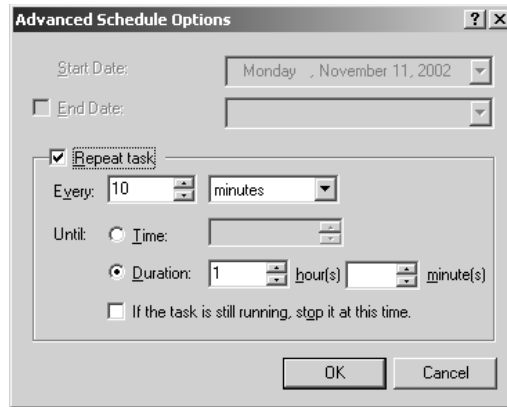 Advanced Schedule Options
Start Date: Monday , November 11, 2002
End Date:
Repeat task
Every: 10 minutes
Until: Time:
Duration: 1 hour(s) minute(s)
If the task is still running, stop it at this time.
OK Cancel